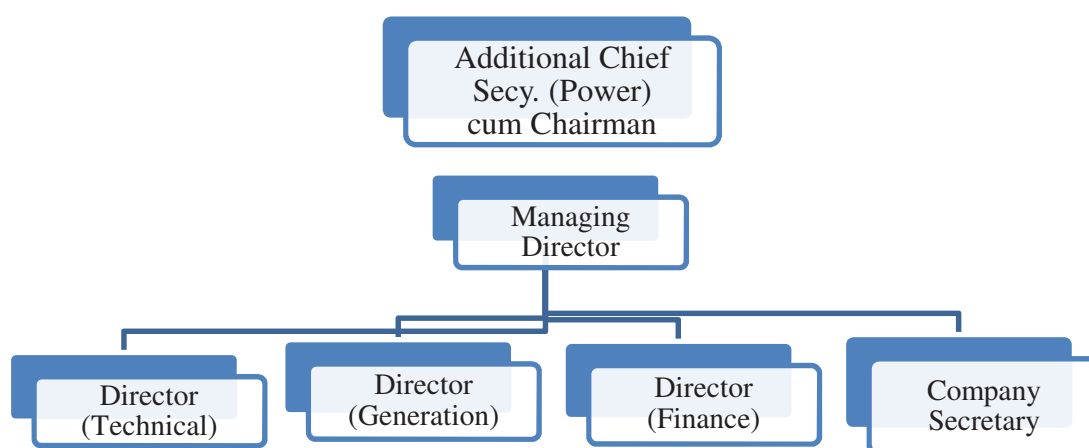 Additional Chief
Secy. (Power)
cum Chairman
Managing
Director
Director
(Technical)
Director
(Generation)
Director
(Finance)
Company
Secretary